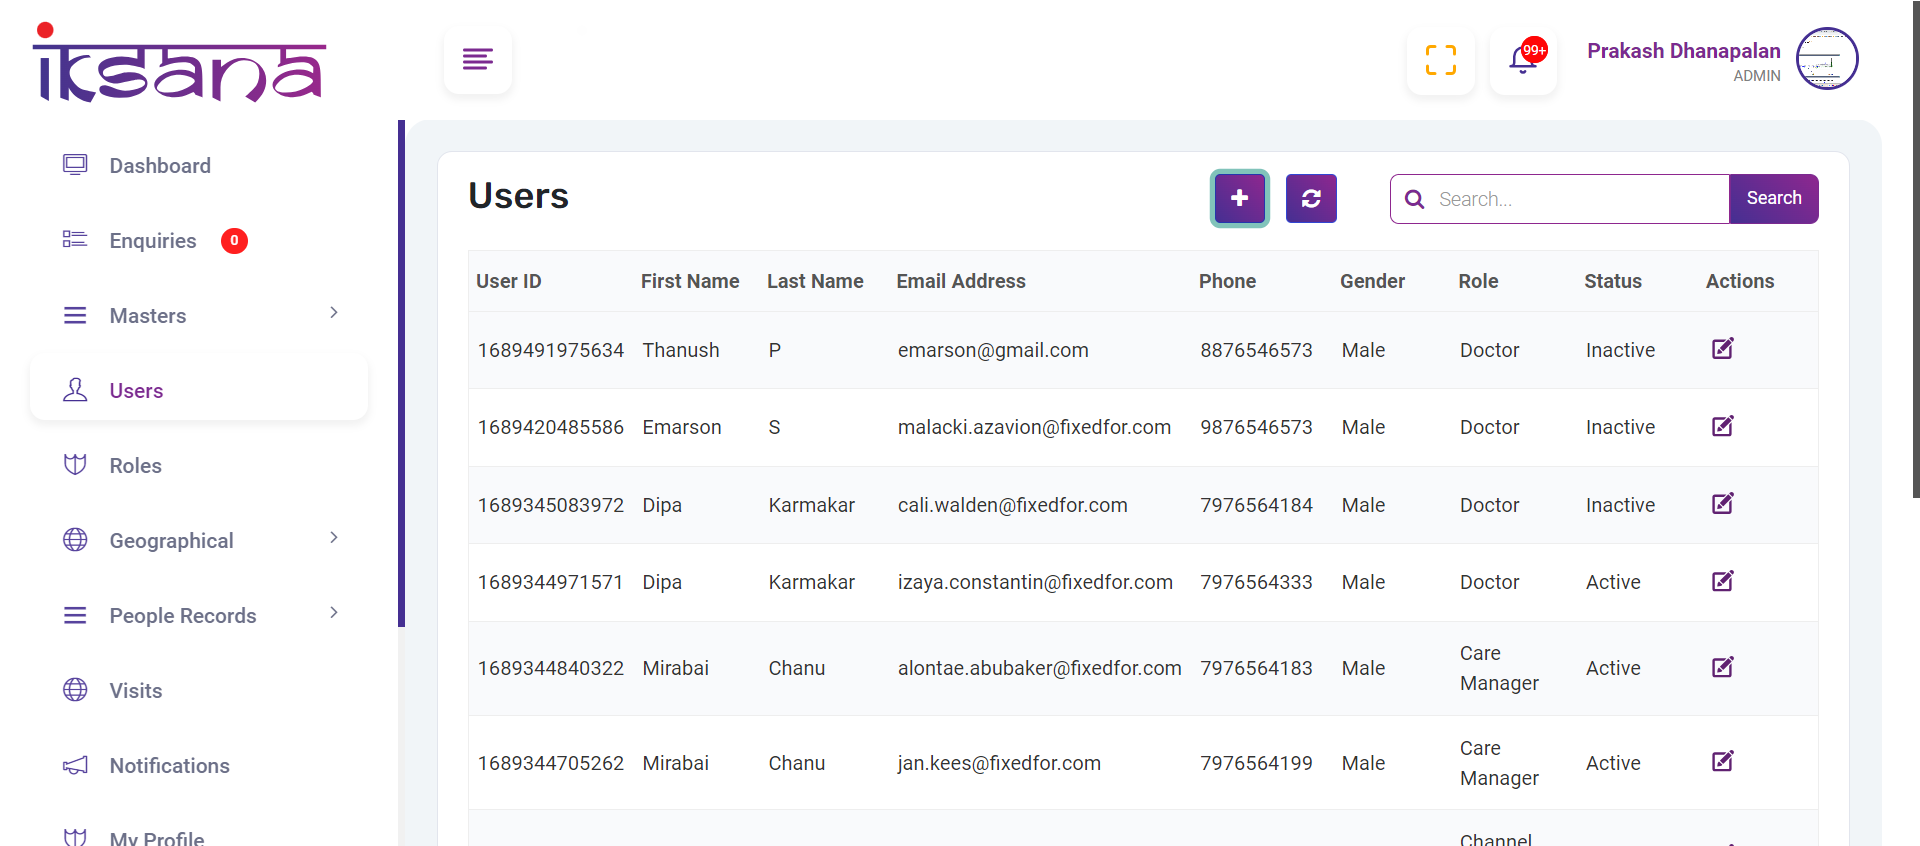 iksana
99+
Prakash Dhanapalan
ADMIN
Dashboard
Enquiries 0
Masters
Users
Roles
Geographical
People Records
Visits
Notifications
My Profile
Users
Search...
Search
User ID First Name Last Name Email Address Phone Gender Role Status Actions
1689491975634 Thanush P emarson@gmail.com 8876546573 Male Doctor Inactive
1689420485586 Emarson S malacki.azavion@fixedfor.com 9876546573 Male Doctor Inactive
1689345083972 Dipa Karmakar cali.walden@fixedfor.com 7976564184 Male Doctor Inactive
1689344971571 Dipa Karmakar izaya.constantin@fixedfor.com 7976564333 Male Doctor Active
1689344840322 Mirabai Chanu alontae.abubaker@fixedfor.com 7976564183 Male Care Manager Active
1689344705262 Mirabai Chanu jan.kees@fixedfor.com 7976564199 Male Care Manager Active
Channel